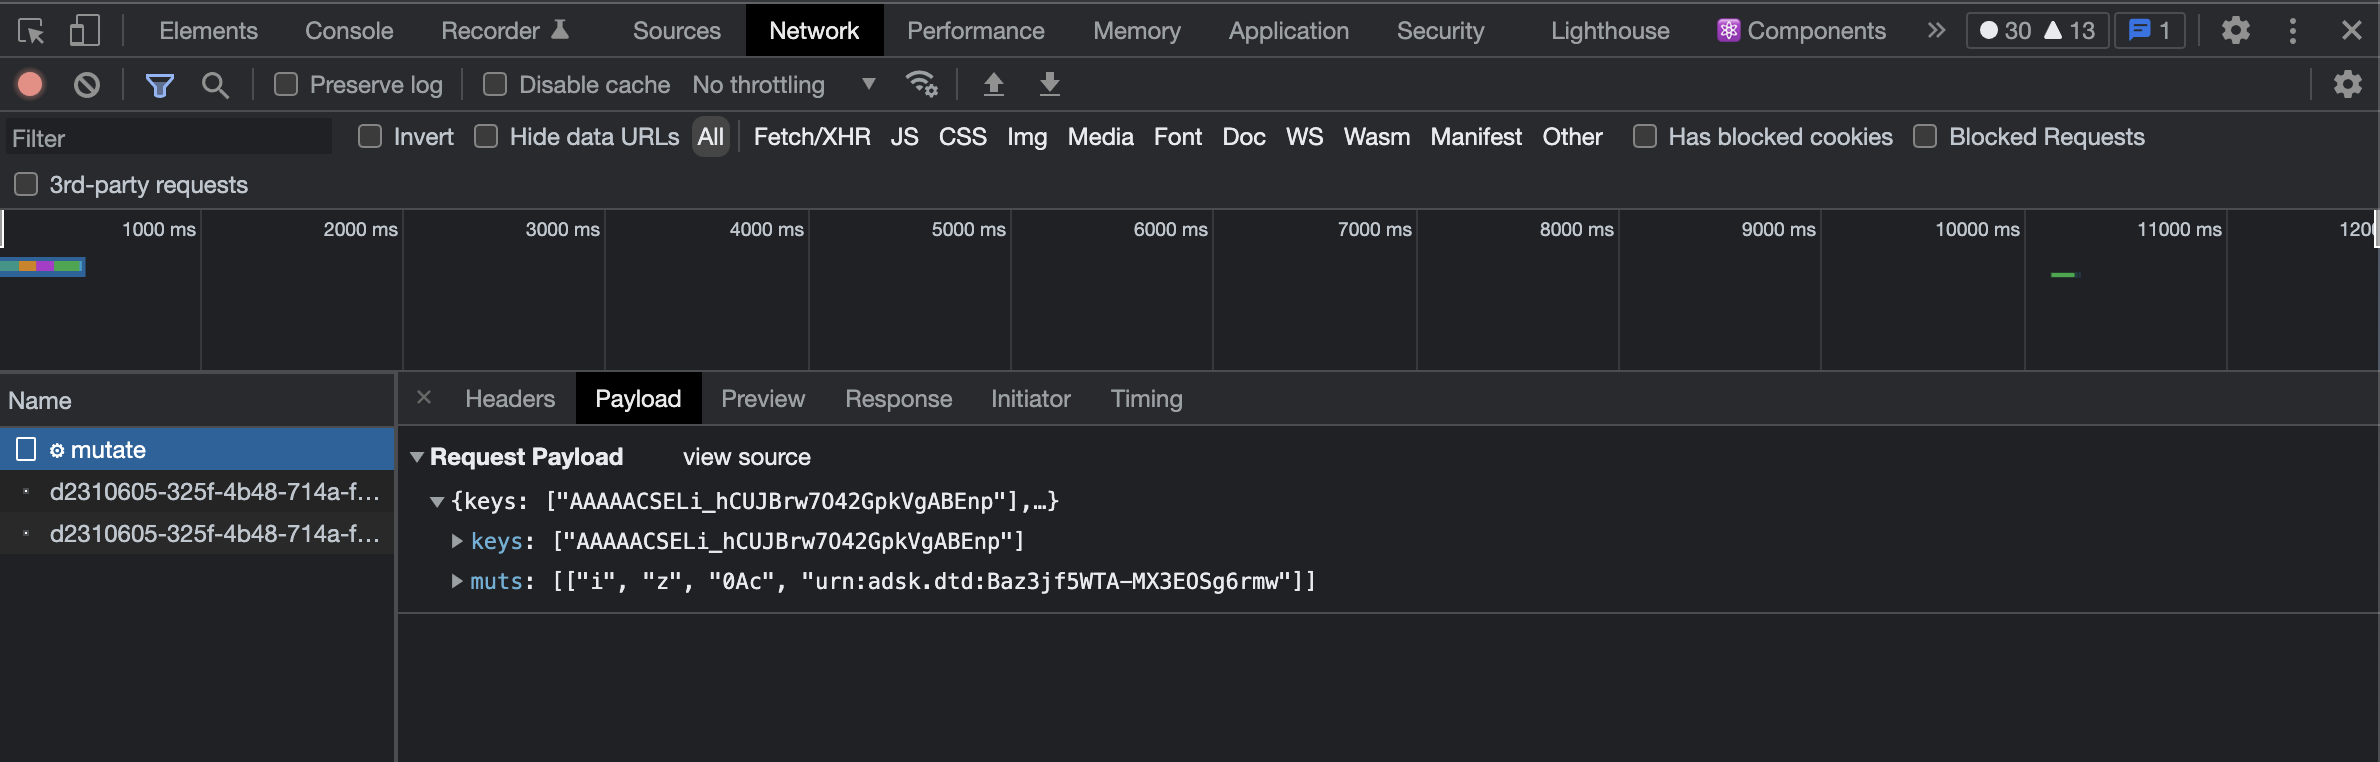 Elements Console Recorder Sources Network Performance Memory Application Security Lighthouse Components » 30 13 1
Preserve log Disable cache No throttling
Filter Invert Hide data URLs All Fetch/XHR JS CSS Img Media Font Doc WS Wasm Manifest Other Has blocked cookies Blocked Requests
3rd-party requests
1000 ms 2000 ms 3000 ms 4000 ms 5000 ms 6000 ms 7000 ms 8000 ms 9000 ms 10000 ms 11000 ms 120
Name
mutate
d2310605-325f-4b48-714a-f…
d2310605-325f-4b48-714a-f…
Headers Payload Preview Response Initiator Timing
Request Payload view source
{keys: ["AAAAACSELi_hCUJBrw7O42GpkVgABEnp"],…}
keys: ["AAAAACSELi_hCUJBrw7O42GpkVgABEnp"]
muts: [["i", "z", "0Ac", "urn:adsk.dtd:Baz3jf5WTA-MX3EOSg6rmw"]]